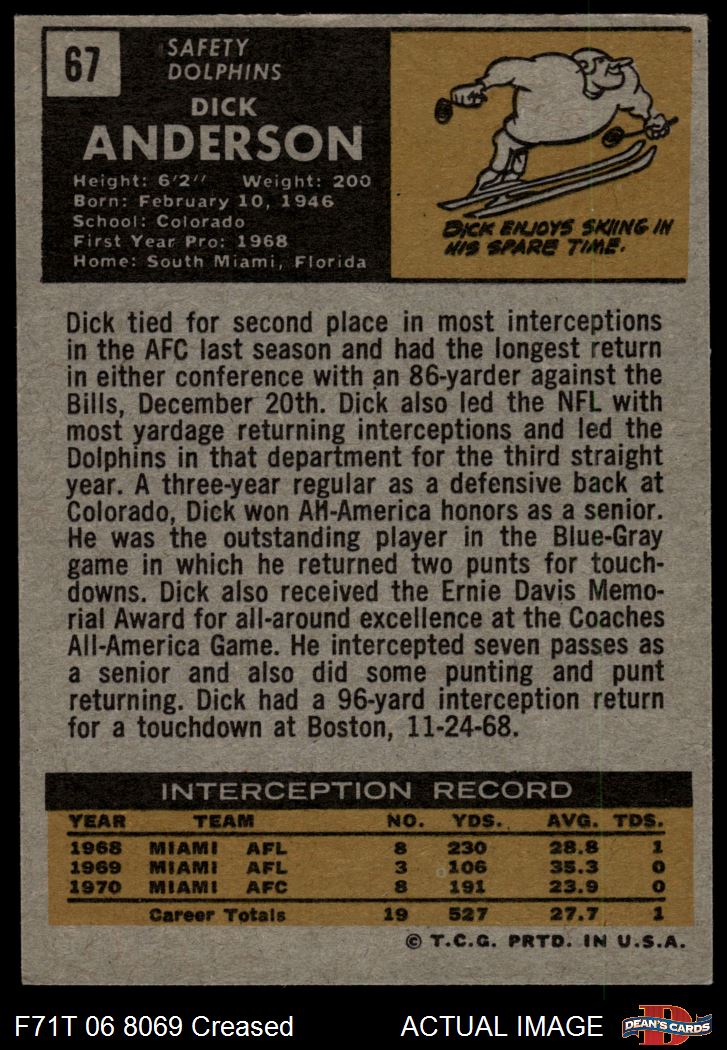 67
SAFETY
DOLPHINS
DICK
ANDERSON
Height: 6'2'' Weight: 200
Born: February 10, 1946
School: Colorado
First Year Pro: 1968
Home: South Miami, Florida
DICK ENJOYS SKIING IN
HIS SPARE TIME.
Dick tied for second place in most interceptions
in the AFC last season and had the longest return
in either conference with an 86-yarder against the
Bills, December 20th. Dick also led the NFL with
most yardage returning interceptions and led the
Dolphins in that department for the third straight
year. A three-year regular as a defensive back at
Colorado, Dick won All-America honors as a senior.
He was the outstanding player in the Blue-Gray
game in which he returned two punts for touch-
downs. Dick also received the Ernie Davis Memo-
rial Award for all-around excellence at the Coaches
All-America Game. He intercepted seven passes as
a senior and also did some punting and punt
returning. Dick had a 96-yard interception return
for a touchdown at Boston, 11-24-68.
INTERCEPTION RECORD
YEAR TEAM NO. YDS. AVG. TDS.
1968 MIAMI AFL 8 230 28.8 1
1969 MIAMI AFL 3 106 35.3 0
1970 MIAMI AFC 8 191 23.9 0
Career Totals 19 527 27.7 1
© T.C.G. PRTD. IN U.S.A.
F71T 06 8069 Creased ACTUAL IMAGE D DEAN'S CARDS